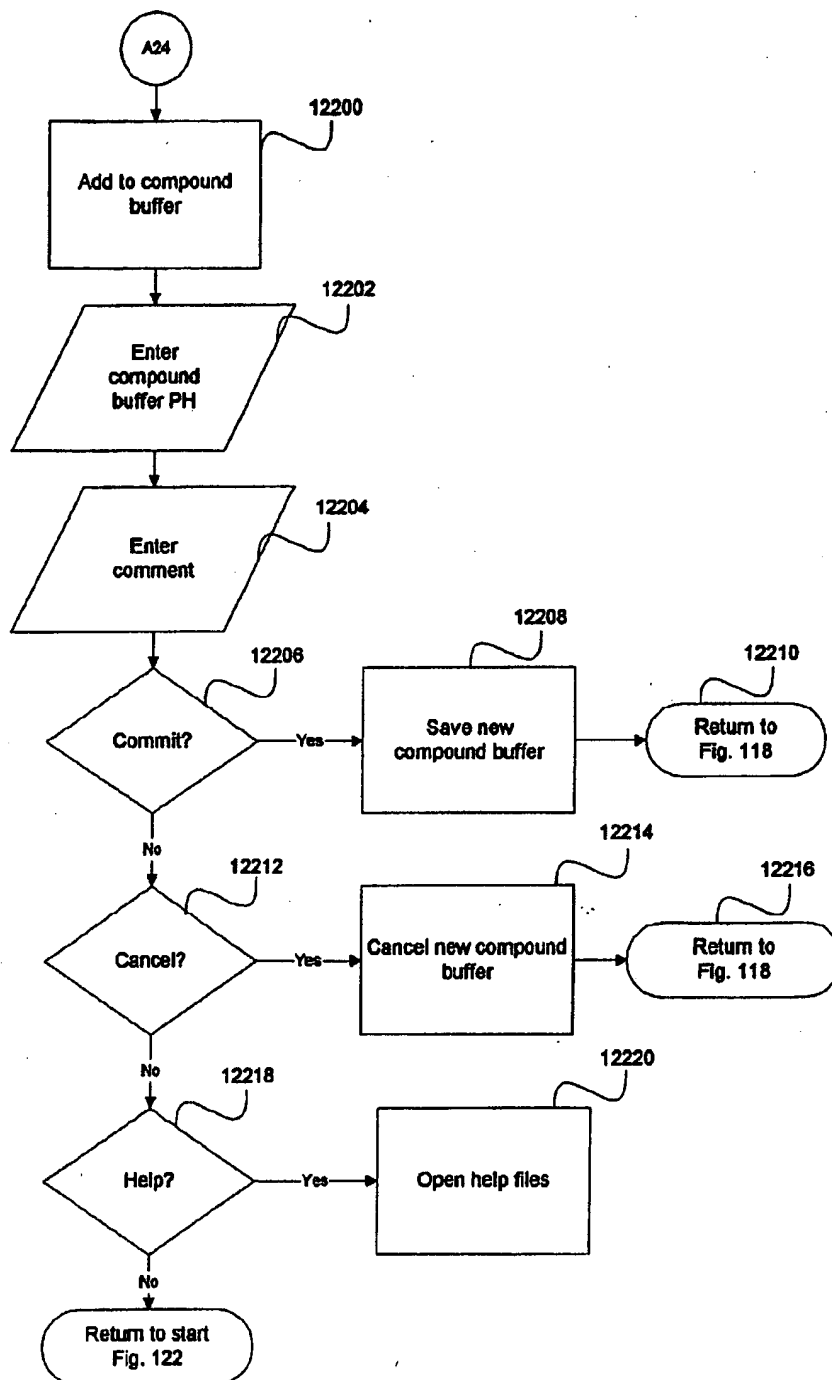 A24
12200
Add to compound
buffer
12202
Enter
compound
buffer PH
12204
Enter
comment
12206
Commit?
Yes
12208
Save new
compound buffer
12210
Return to
Fig. 118
No
12212
Cancel?
Yes
12214
Cancel new compound
buffer
12216
Return to
Fig. 118
No
12218
Help?
Yes
12220
Open help files
No
Return to start
Fig. 122